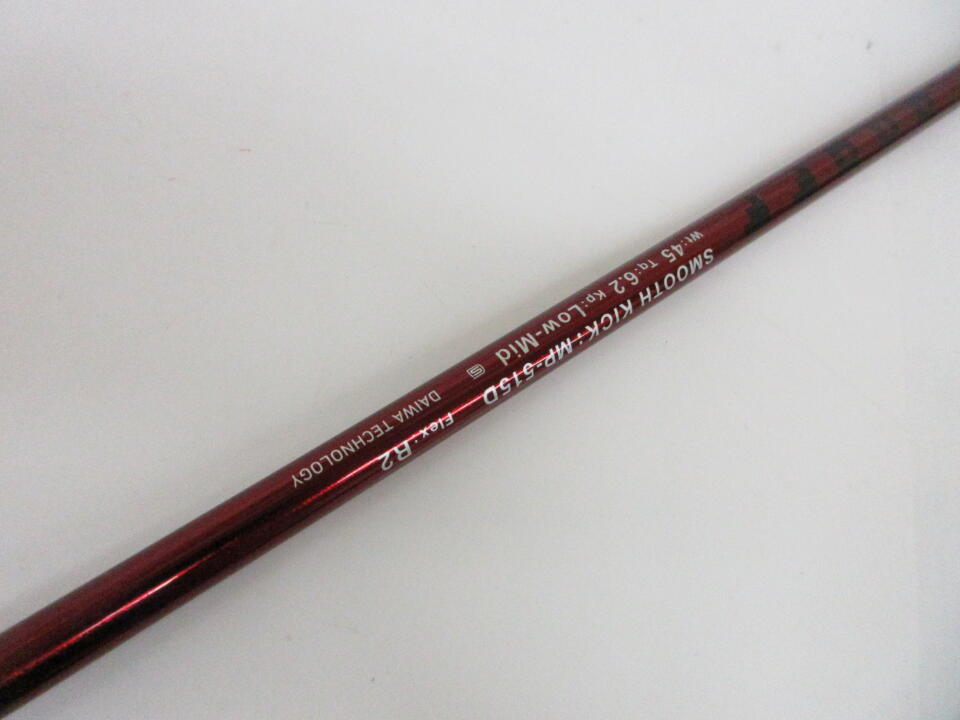 SMOOTH KICK: MP-515D Flex: R2
Wt:45 Tq:6.2 Kp:Low-Mid S DAIWA TECHNOLOGY